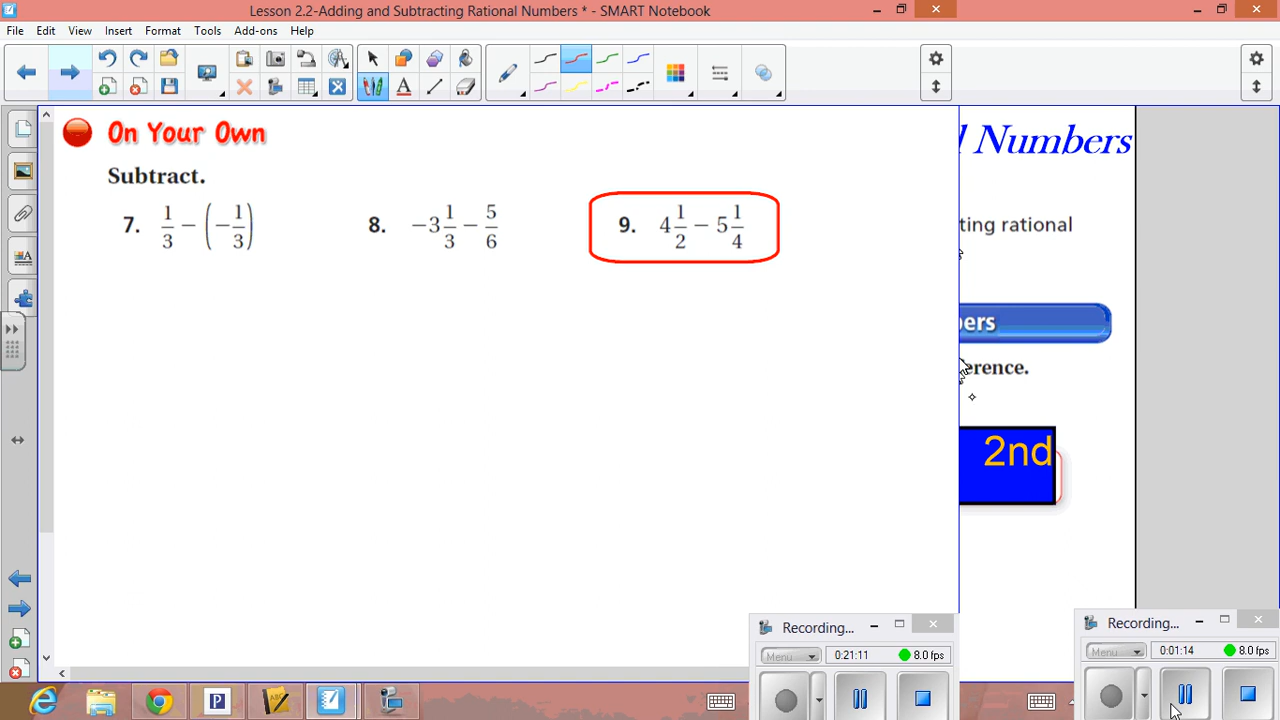 Lesson 2.2-Adding and Subtracting Rational Numbers * - SMART Notebook
File Edit View Insert Format Tools Add-ons Help
On Your Own
Numbers
Subtract.
7. 1/3 − (−1/3) 8. −3 1/3 − 5/6 9. 4 1/2 − 5 1/4
ting rational
bers
erence.
2nd
Recording...
Menu 0:21:11 8.0 fps
Recording...
Menu 0:01:14 8.0 fps